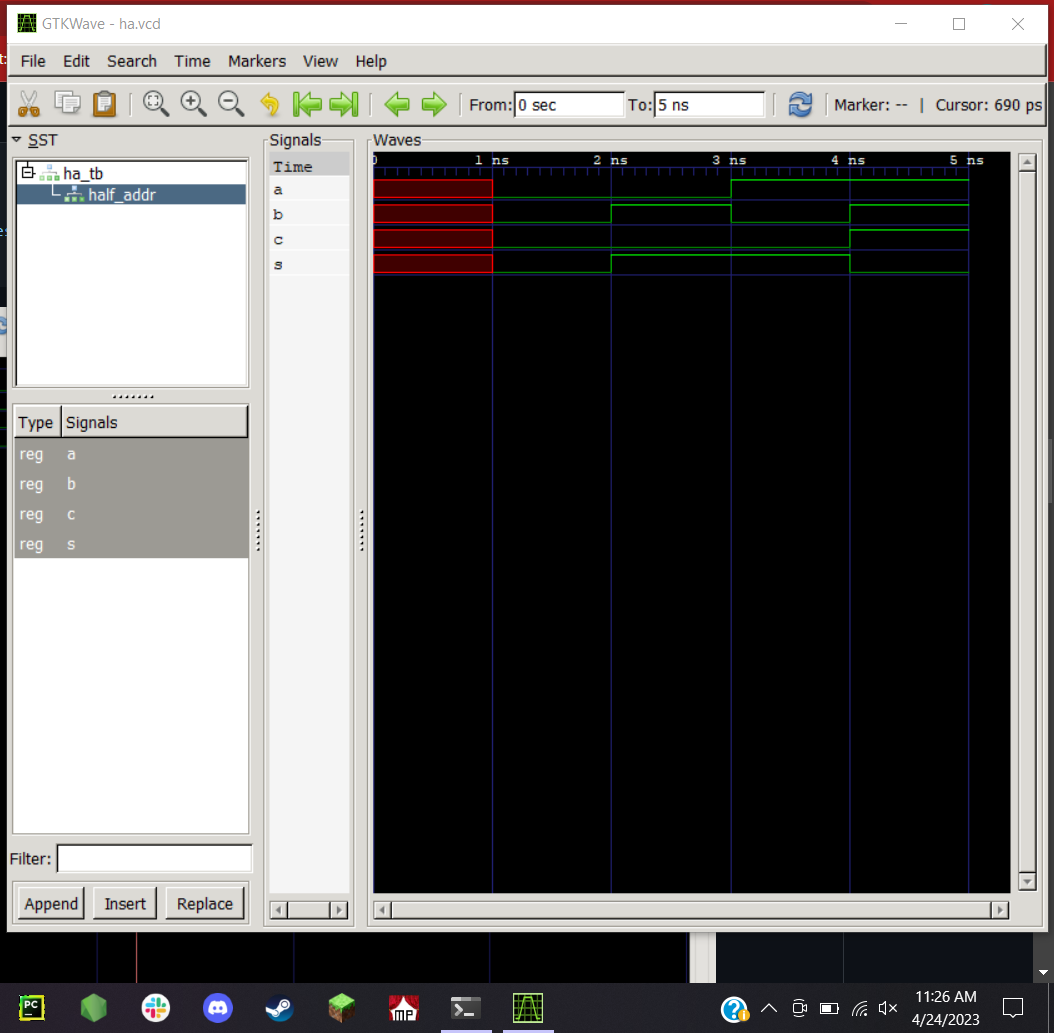 GTKWave - ha.vcd
File Edit Search Time Markers View Help
From: 0 sec To: 5 ns Marker: -- | Cursor: 690 ps
SST
ha_tb
half_addr
Type Signals
reg a
reg b
reg c
reg s
Filter:
Append Insert Replace
Signals
Time
a
b
c
s
Waves
0 1 ns 2 ns 3 ns 4 ns 5 ns
PC
MP
11:26 AM
4/24/2023